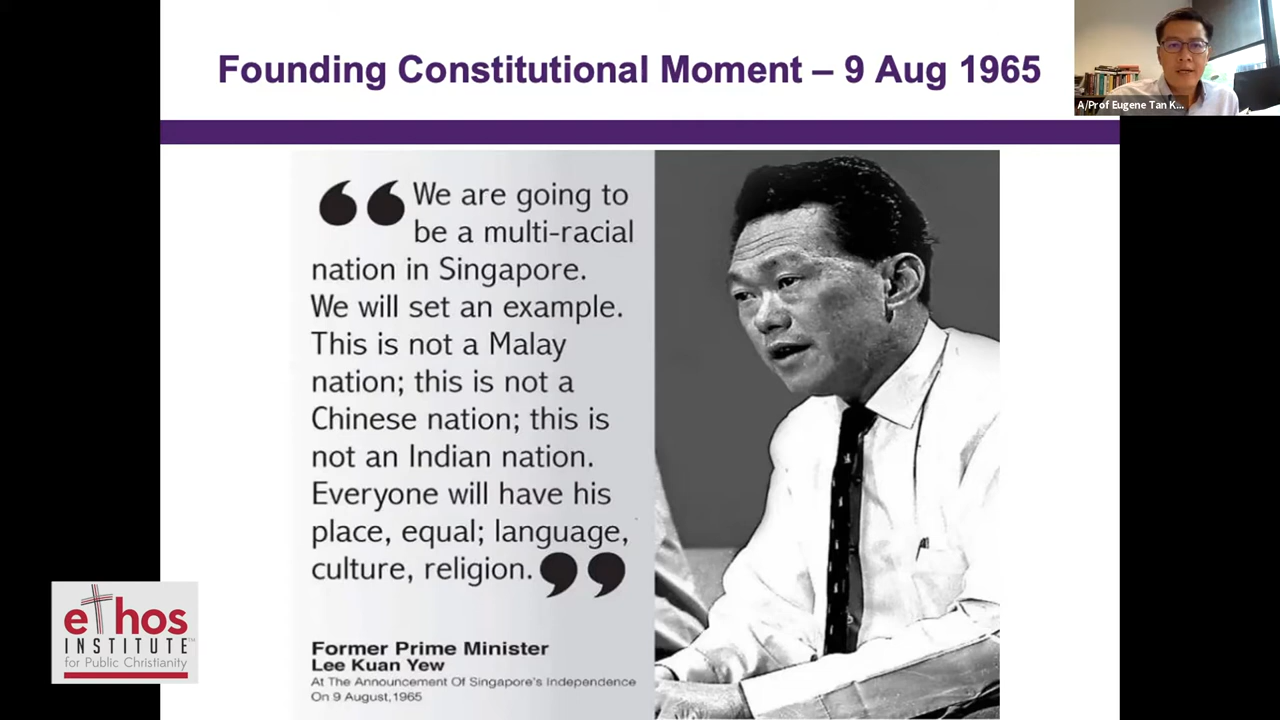 Founding Constitutional Moment – 9 Aug 1965
A/Prof Eugene Tan K...
“We are going to
be a multi-racial
nation in Singapore.
We will set an example.
This is not a Malay
nation; this is not a
Chinese nation; this is
not an Indian nation.
Everyone will have his
place, equal; language,
culture, religion.”
Former Prime Minister
Lee Kuan Yew
At The Announcement Of Singapore's Independence
On 9 August,1965
ethos
INSTITUTE™
for Public Christianity